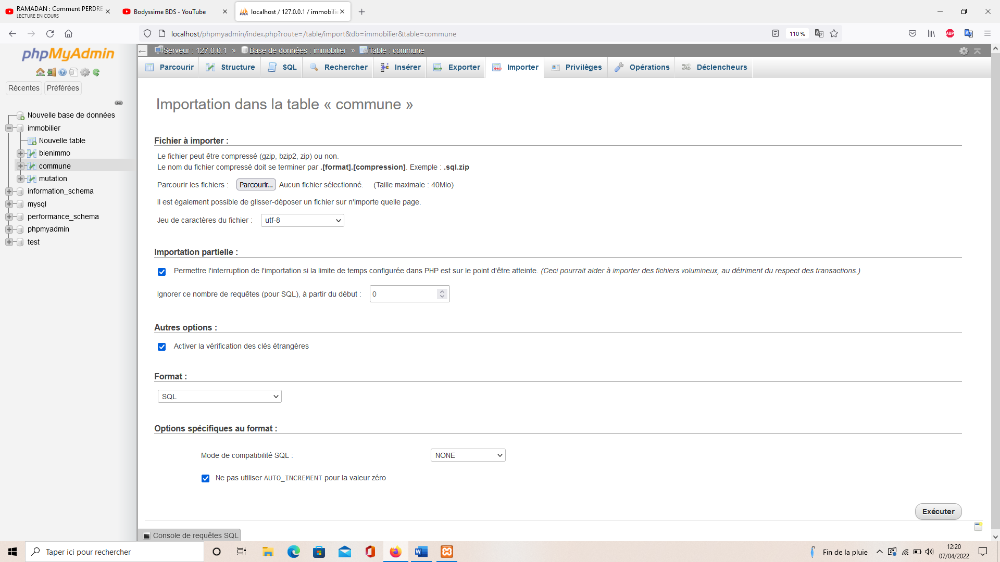 RAMADAN : Comment PERDRE
LECTURE EN COURS
Bodyssime BDS - YouTube
localhost / 127.0.0.1 / immobilie
localhost/phpmyadmin/index.php?route=/table/import&db=immobilier&table=commune
110 %
ABP
phpMyAdmin
Récentes
Préférées
Nouvelle base de données
immobilier
Nouvelle table
bienimmo
commune
mutation
information_schema
mysql
performance_schema
phpmyadmin
test
Serveur : 127.0.0.1 » Base de données : immobilier » Table : commune
Parcourir
Structure
SQL
Rechercher
Insérer
Exporter
Importer
Privilèges
Opérations
Déclencheurs
Importation dans la table « commune »
Fichier à importer :
Le fichier peut être compressé (gzip, bzip2, zip) ou non.
Le nom du fichier compressé doit se terminer par .[format].[compression]. Exemple : .sql.zip
Parcourir les fichiers : Parcourir... Aucun fichier sélectionné. (Taille maximale : 40Mio)
Il est également possible de glisser-déposer un fichier sur n'importe quelle page.
Jeu de caractères du fichier : utf-8
Importation partielle :
Permettre l'interruption de l'importation si la limite de temps configurée dans PHP est sur le point d'être atteinte. (Ceci pourrait aider à importer des fichiers volumineux, au détriment du respect des transactions.)
Ignorer ce nombre de requêtes (pour SQL), à partir du début : 0
Autres options :
Activer la vérification des clés étrangères
Format :
SQL
Options spécifiques au format :
Mode de compatibilité SQL : NONE
Ne pas utiliser AUTO_INCREMENT pour la valeur zéro
Exécuter
Console de requêtes SQL
Taper ici pour rechercher
Fin de la pluie
12:20
07/04/2022